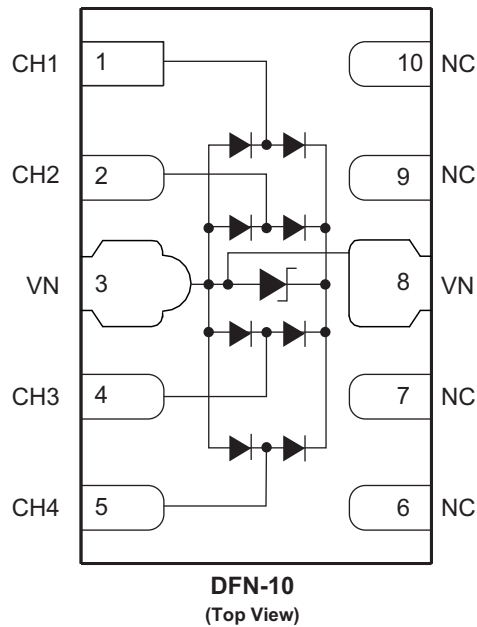 CH1 1 10 NC
CH2 2 9 NC
VN 3 8 VN
CH3 4 7 NC
CH4 5 6 NC
DFN-10
(Top View)